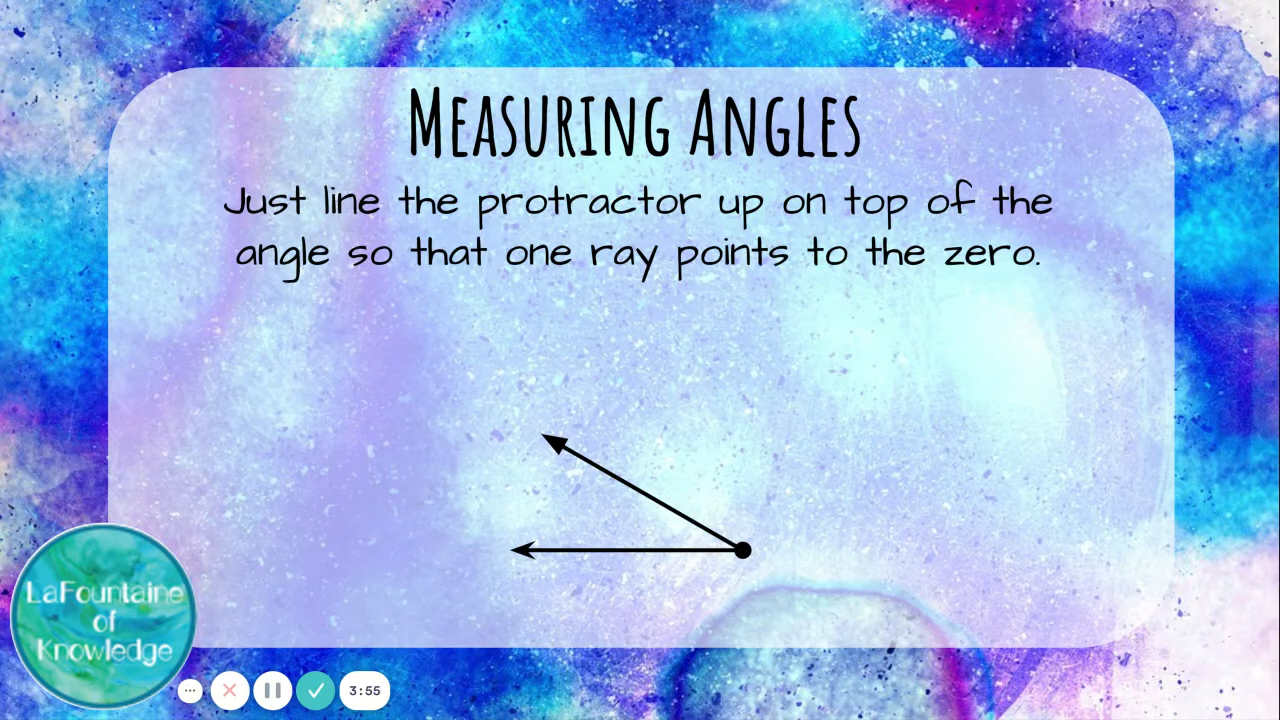 Measuring Angles
Just line the protractor up on top of the
angle so that one ray points to the zero.
LaFountaine
of
Knowledge
3:55